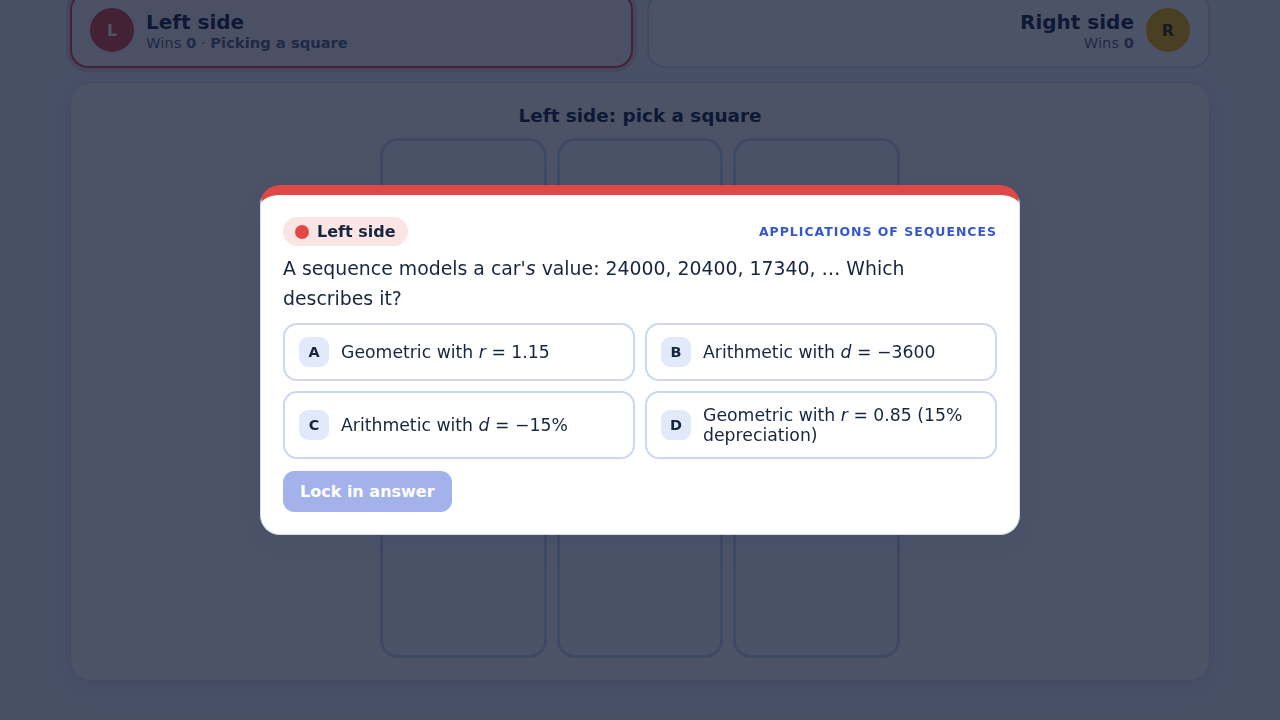 L
Left side
Wins 0 · Picking a square
Right side
Wins 0
R
Left side: pick a square
Left side
APPLICATIONS OF SEQUENCES
A sequence models a car's value: 24000, 20400, 17340, … Which
describes it?
A
Geometric with r = 1.15
B
Arithmetic with d = −3600
C
Arithmetic with d = −15%
D
Geometric with r = 0.85 (15%
depreciation)
Lock in answer